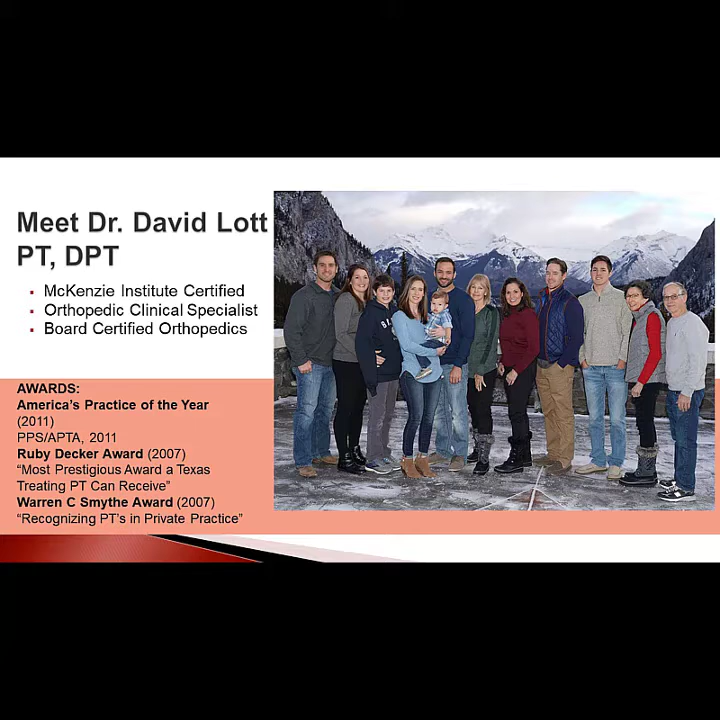 Meet Dr. David Lott
PT, DPT
McKenzie Institute Certified
Orthopedic Clinical Specialist
Board Certified Orthopedics
AWARDS:
America's Practice of the Year
(2011)
PPS/APTA, 2011
Ruby Decker Award (2007)
“Most Prestigious Award a Texas
Treating PT Can Receive”
Warren C Smythe Award (2007)
“Recognizing PT's in Private Practice”